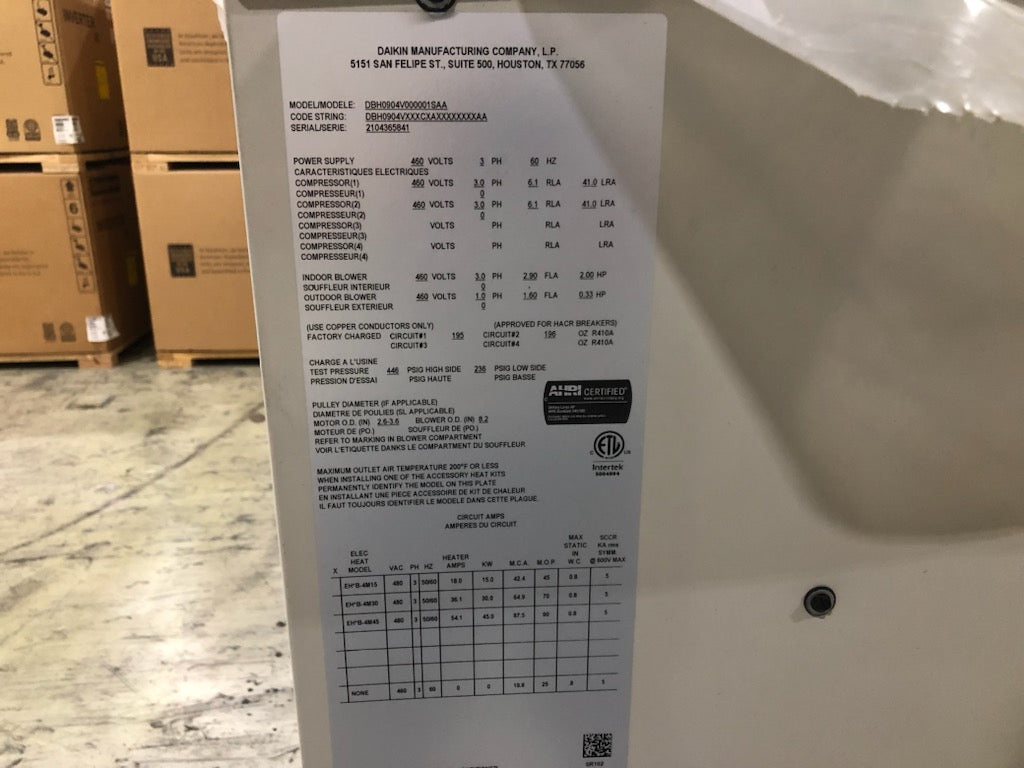 DAIKIN MANUFACTURING COMPANY, L.P.
5151 SAN FELIPE ST., SUITE 500, HOUSTON, TX 77056
MODEL/MODELE: DBH0904V000001SAA
CODE STRING: DBH0904VXXXCXAXXXXXXXXAA
SERIAL/SERIE: 2104365841
POWER SUPPLY 460 VOLTS 3 PH 60 HZ
CARACTERISTIQUES ELECTRIQUES
COMPRESSOR(1) 460 VOLTS 3.0 PH 6.1 RLA 41.0 LRA
COMPRESSEUR(1) 0
COMPRESSOR(2) 460 VOLTS 3.0 PH 6.1 RLA 41.0 LRA
COMPRESSEUR(2) 0
COMPRESSOR(3) VOLTS PH RLA LRA
COMPRESSEUR(3)
COMPRESSOR(4) VOLTS PH RLA LRA
COMPRESSEUR(4)
INDOOR BLOWER 460 VOLTS 3.0 PH 2.90 FLA 2.00 HP
SOUFFLEUR INTERIEUR 0
OUTDOOR BLOWER 460 VOLTS 1.0 PH 1.60 FLA 0.33 HP
SOUFFLEUR EXTERIEUR 0
(USE COPPER CONDUCTORS ONLY) (APPROVED FOR HACR BREAKERS)
FACTORY CHARGED CIRCUIT#1 195 CIRCUIT#2 196 OZ R410A
CIRCUIT#3 CIRCUIT#4 OZ R410A
CHARGE A L'USINE
TEST PRESSURE 446 PSIG HIGH SIDE 236 PSIG LOW SIDE
PRESSION D'ESSAI PSIG HAUTE PSIG BASSE
AHRI CERTIFIED
PULLEY DIAMETER (IF APPLICABLE)
DIAMETRE DE POULIES (SL APPLICABLE)
MOTOR O.D. (IN) 2.6-3.6 BLOWER O.D. (IN) 8.2
MOTEUR DE (PO.) SOUFFLEUR DE (PO.)
REFER TO MARKING IN BLOWER COMPARTMENT
VOIR L'ETIQUETTE DANKS LE COMPARTIMENT DU SOUFFLEUR
C ETL US
Intertek
MAXIMUM OUTLET AIR TEMPERATURE 200°F OR LESS
WHEN INSTALLING ONE OF THE ACCESSORY HEAT KITS
PERMANENTLY IDENTIFY THE MODEL ON THIS PLATE
EN INSTALLANT UNE PIECE ACCESSOIRE DE KIT DE CHALEUR
IL FAUT TOUJOURS IDENTIFIER LE MODELE DANS CETTE PLAQUE.
CIRCUIT AMPS
AMPERES DU CIRCUIT
X ELEC HEAT MODEL VAC PH HZ HEATER AMPS KW M.C.A. M.O.P. MAX STATIC IN W.C SCCR KA rms SYMM @ 600V MAX
EH*B-4M15 480 3 50/60 18.0 15.0 42.4 45 0.8 5
EH*B-4M30 480 3 50/60 36.1 30.0 64.9 70 0.8 5
EH*B-4M45 480 3 50/60 54.1 45.0 87.5 90 0.8 5
NONE 460 3 60 0 0 25 5
SR102
INVERTER